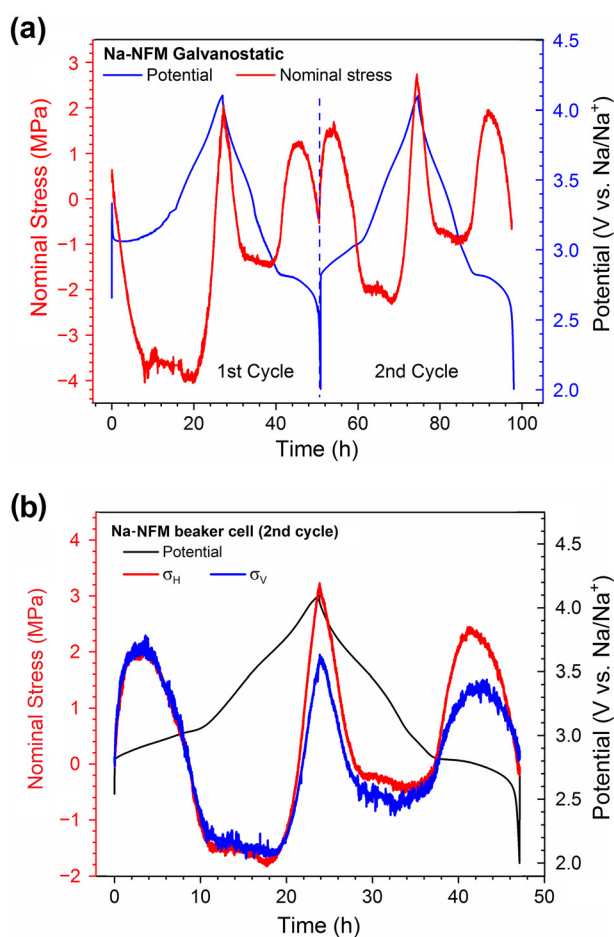 (a)
Na-NFM Galvanostatic
Potential
Nominal stress
Nominal Stress (MPa)
3
2
1
0
−1
−2
−3
−4
4.5
4.0
3.5
3.0
2.5
2.0
Potential (V vs. Na/Na⁺)
1st Cycle
2nd Cycle
0
20
40
60
80
100
Time (h)
(b)
Na-NFM beaker cell (2nd cycle)
Potential
σH
σV
Nominal Stress (MPa)
4
3
2
1
0
−1
−2
4.5
4.0
3.5
3.0
2.5
2.0
Potential (V vs. Na/Na⁺)
0
10
20
30
40
50
Time (h)